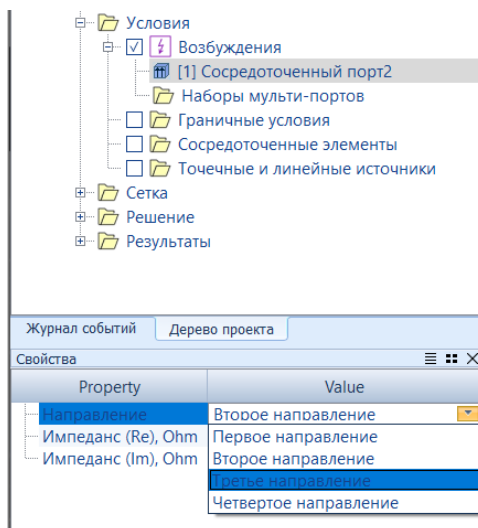 Условия
Возбуждения
[1] Сосредоточенный порт2
Наборы мульти-портов
Граничные условия
Сосредоточенные элементы
Точечные и линейные источники
Сетка
Решение
Результаты
Журнал событий Дерево проекта
Свойства
Property Value
Направление Второе направление
Импеданс (Re), Ohm Первое направление
Импеданс (Im), Ohm Второе направление
Третье направление
Четвертое направление